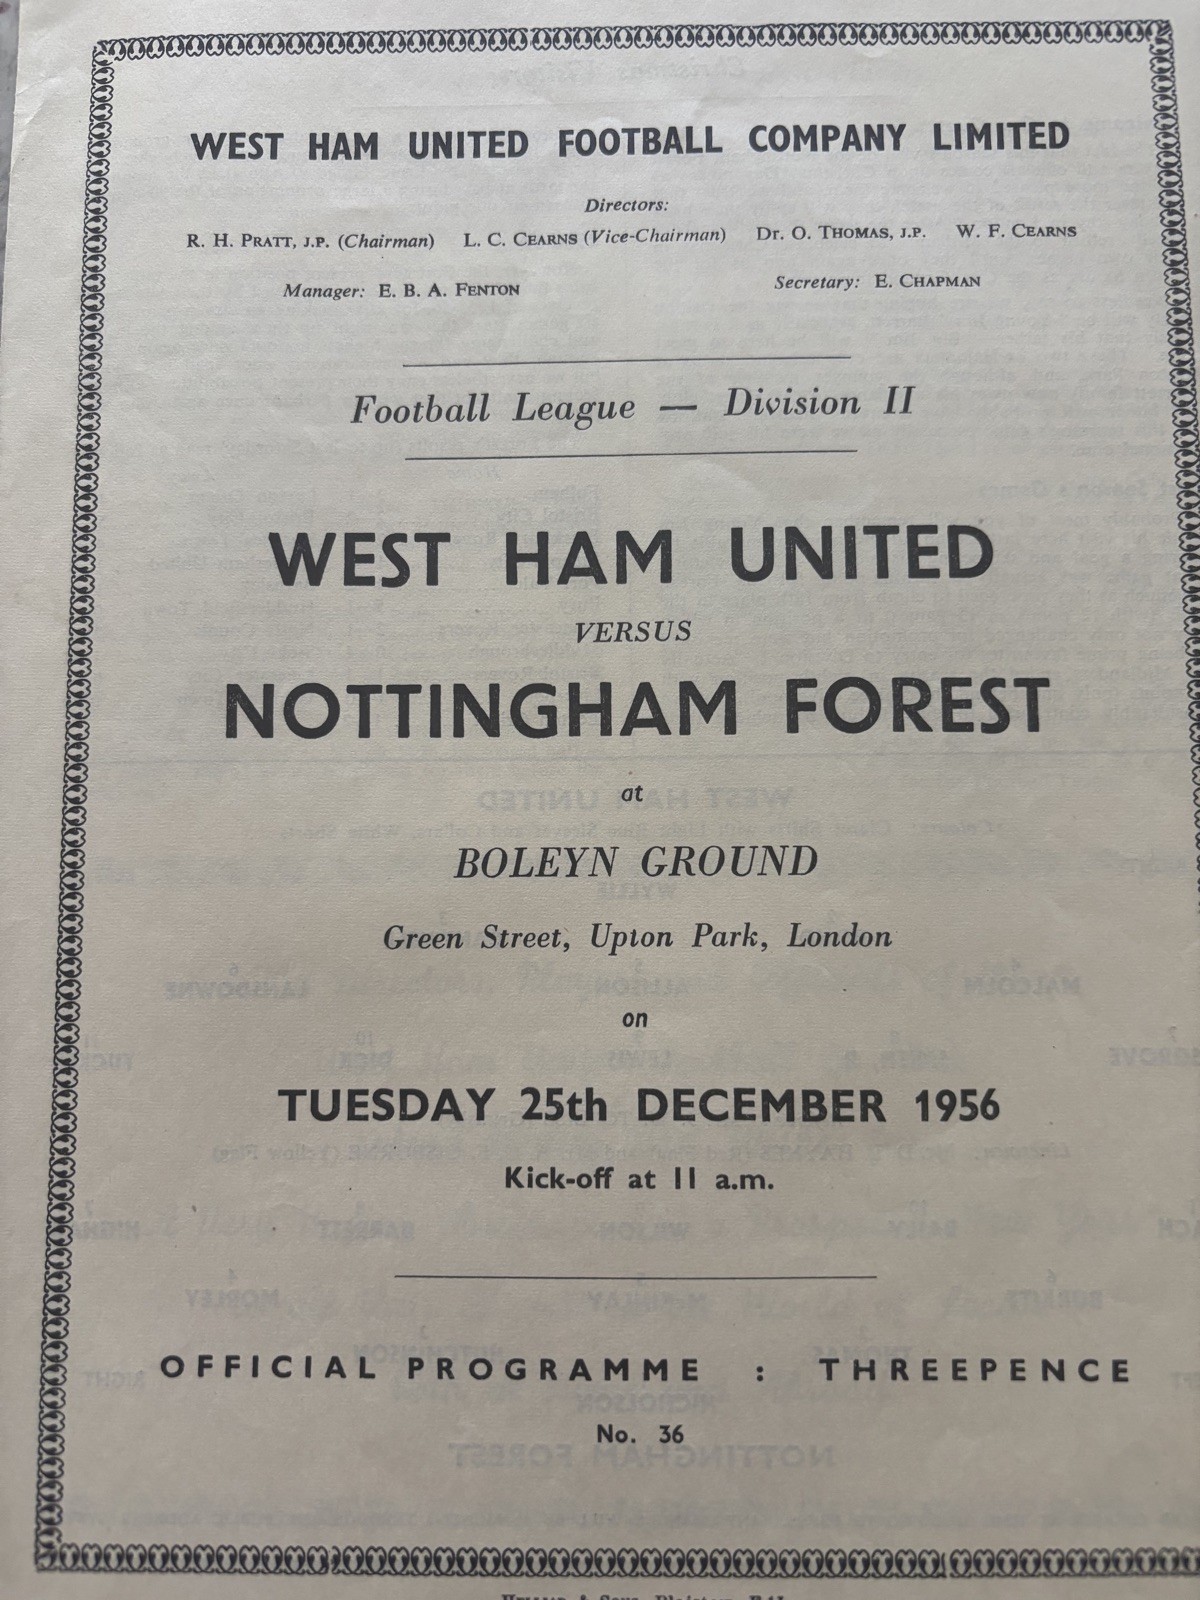 WEST HAM UNITED FOOTBALL COMPANY LIMITED
Directors:
R. H. PRATT, J.P. (Chairman) L. C. CEARNS (Vice-Chairman) Dr. O. THOMAS, J.P. W. F. CEARNS
Manager: E. B. A. FENTON Secretary: E. CHAPMAN
Football League — Division II
WEST HAM UNITED
VERSUS
NOTTINGHAM FOREST
at
BOLEYN GROUND
Green Street, Upton Park, London
on
TUESDAY 25th DECEMBER 1956
Kick-off at 11 a.m.
OFFICIAL PROGRAMME : THREEPENCE
No. 36